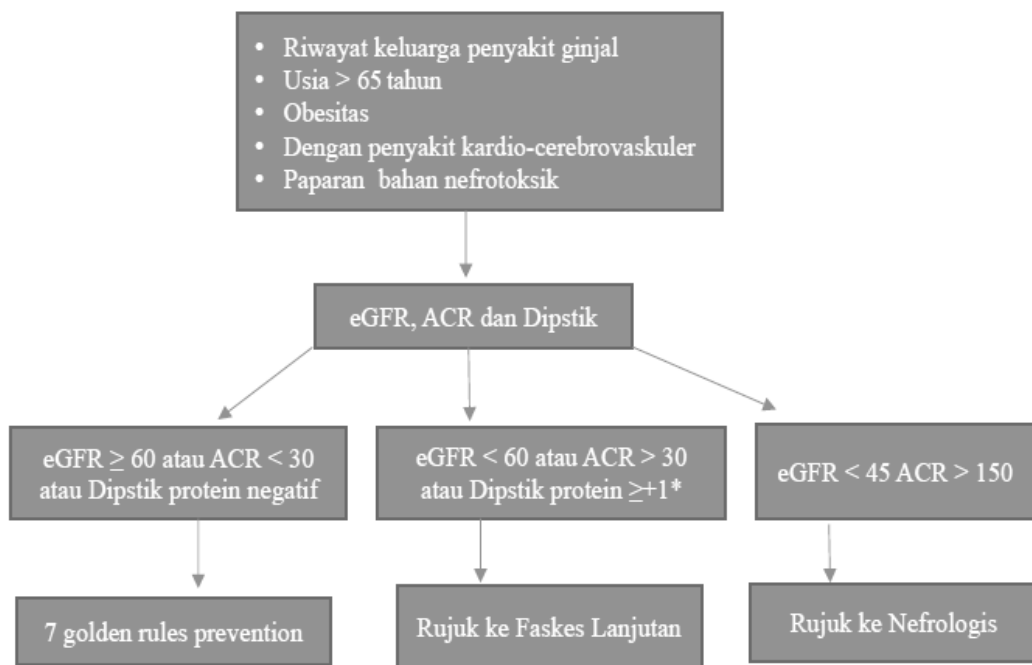 • Riwayat keluarga penyakit ginjal
• Usia > 65 tahun
• Obesitas
• Dengan penyakit kardio-cerebrovaskuler
• Paparan bahan nefrotoksik
eGFR, ACR dan Dipstik
eGFR ≥ 60 atau ACR < 30
atau Dipstik protein negatif
eGFR < 60 atau ACR > 30
atau Dipstik protein ≥+1*
eGFR < 45 ACR > 150
7 golden rules prevention
Rujuk ke Faskes Lanjutan
Rujuk ke Nefrologis